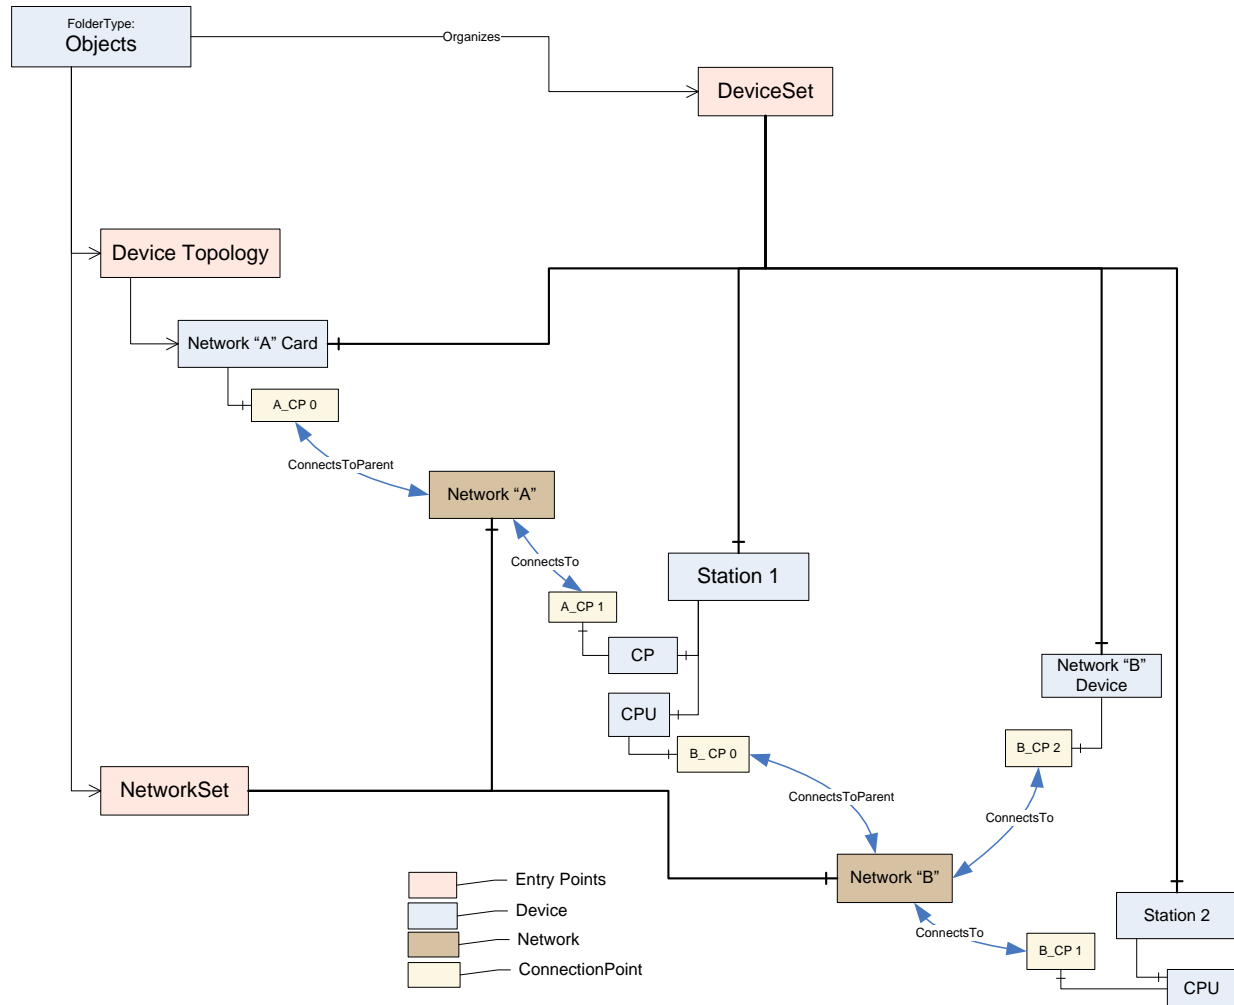 FolderType:
Objects
Organizes
DeviceSet
Device Topology
Network “A” Card
A_CP 0
ConnectsToParent
Network “A”
ConnectsTo
A_CP 1
Station 1
CP
CPU
B_ CP 0
Network “B”
Device
B_CP 2
NetworkSet
ConnectsToParent
ConnectsTo
Network “B”
ConnectsTo
B_CP 1
Station 2
CPU
Entry Points
Device
Network
ConnectionPoint